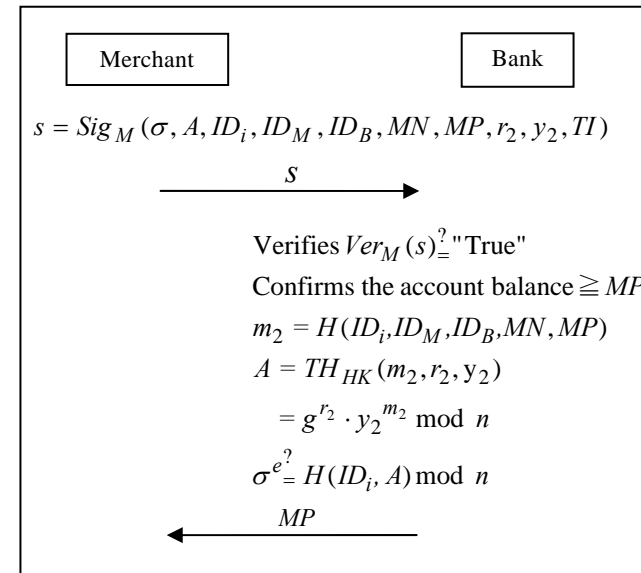 Merchant Bank
s = Sig_M (σ, A, ID_i, ID_M, ID_B, MN, MP, r_2, y_2, TI)
s
Verifies Ver_M(s) ?= "True"
Confirms the account balance ≧ MP
m_2 = H(ID_i, ID_M, ID_B, MN, MP)
A = TH_HK (m_2, r_2, y_2)
= g^{r_2} · y_2^{m_2} mod n
σ^e ?= H(ID_i, A) mod n
MP